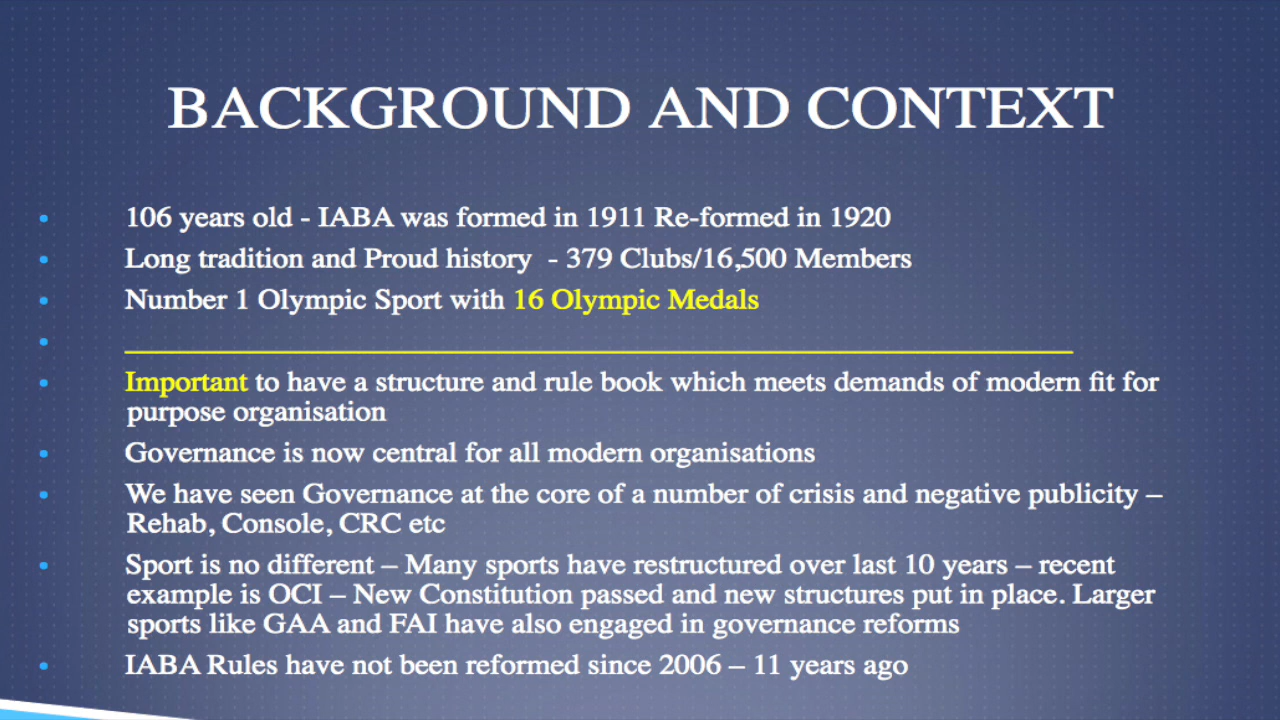 BACKGROUND AND CONTEXT
• 106 years old - IABA was formed in 1911 Re-formed in 1920
• Long tradition and Proud history - 379 Clubs/16,500 Members
• Number 1 Olympic Sport with 16 Olympic Medals
• ____________________________________________________________
• Important to have a structure and rule book which meets demands of modern fit for
purpose organisation
• Governance is now central for all modern organisations
• We have seen Governance at the core of a number of crisis and negative publicity –
Rehab, Console, CRC etc
• Sport is no different – Many sports have restructured over last 10 years – recent
example is OCI – New Constitution passed and new structures put in place. Larger
sports like GAA and FAI have also engaged in governance reforms
• IABA Rules have not been reformed since 2006 – 11 years ago